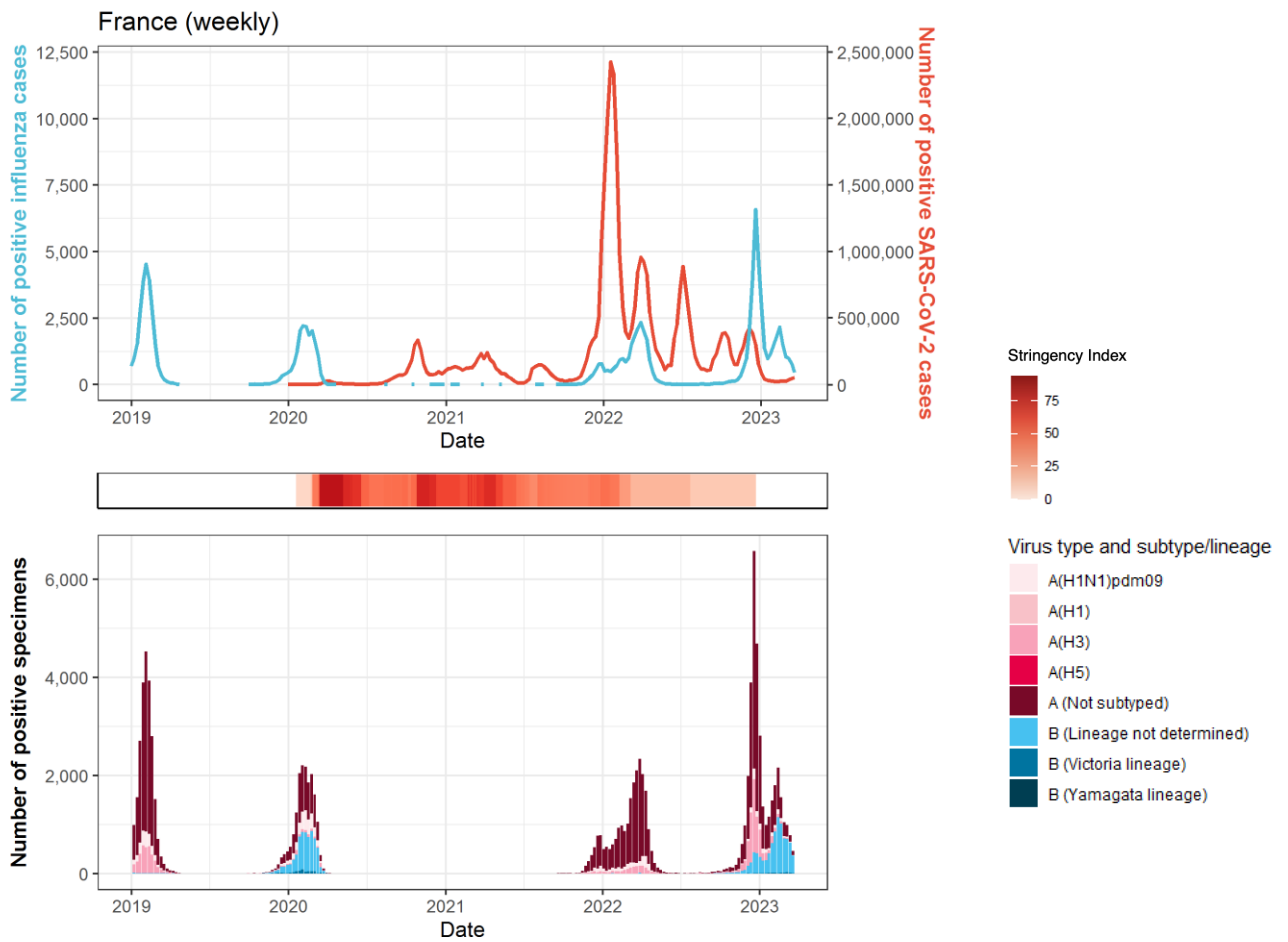 France (weekly)
Number of positive influenza cases
12,500
10,000
7,500
5,000
2,500
0
2,500,000
2,000,000
1,500,000
1,000,000
500,000
0
Number of positive SARS-CoV-2 cases
2019 2020 2021 2022 2023
Date
Stringency Index
75
50
25
0
Number of positive specimens
6,000
4,000
2,000
0
2019 2020 2021 2022 2023
Date
Virus type and subtype/lineage
A(H1N1)pdm09
A(H1)
A(H3)
A(H5)
A (Not subtyped)
B (Lineage not determined)
B (Victoria lineage)
B (Yamagata lineage)